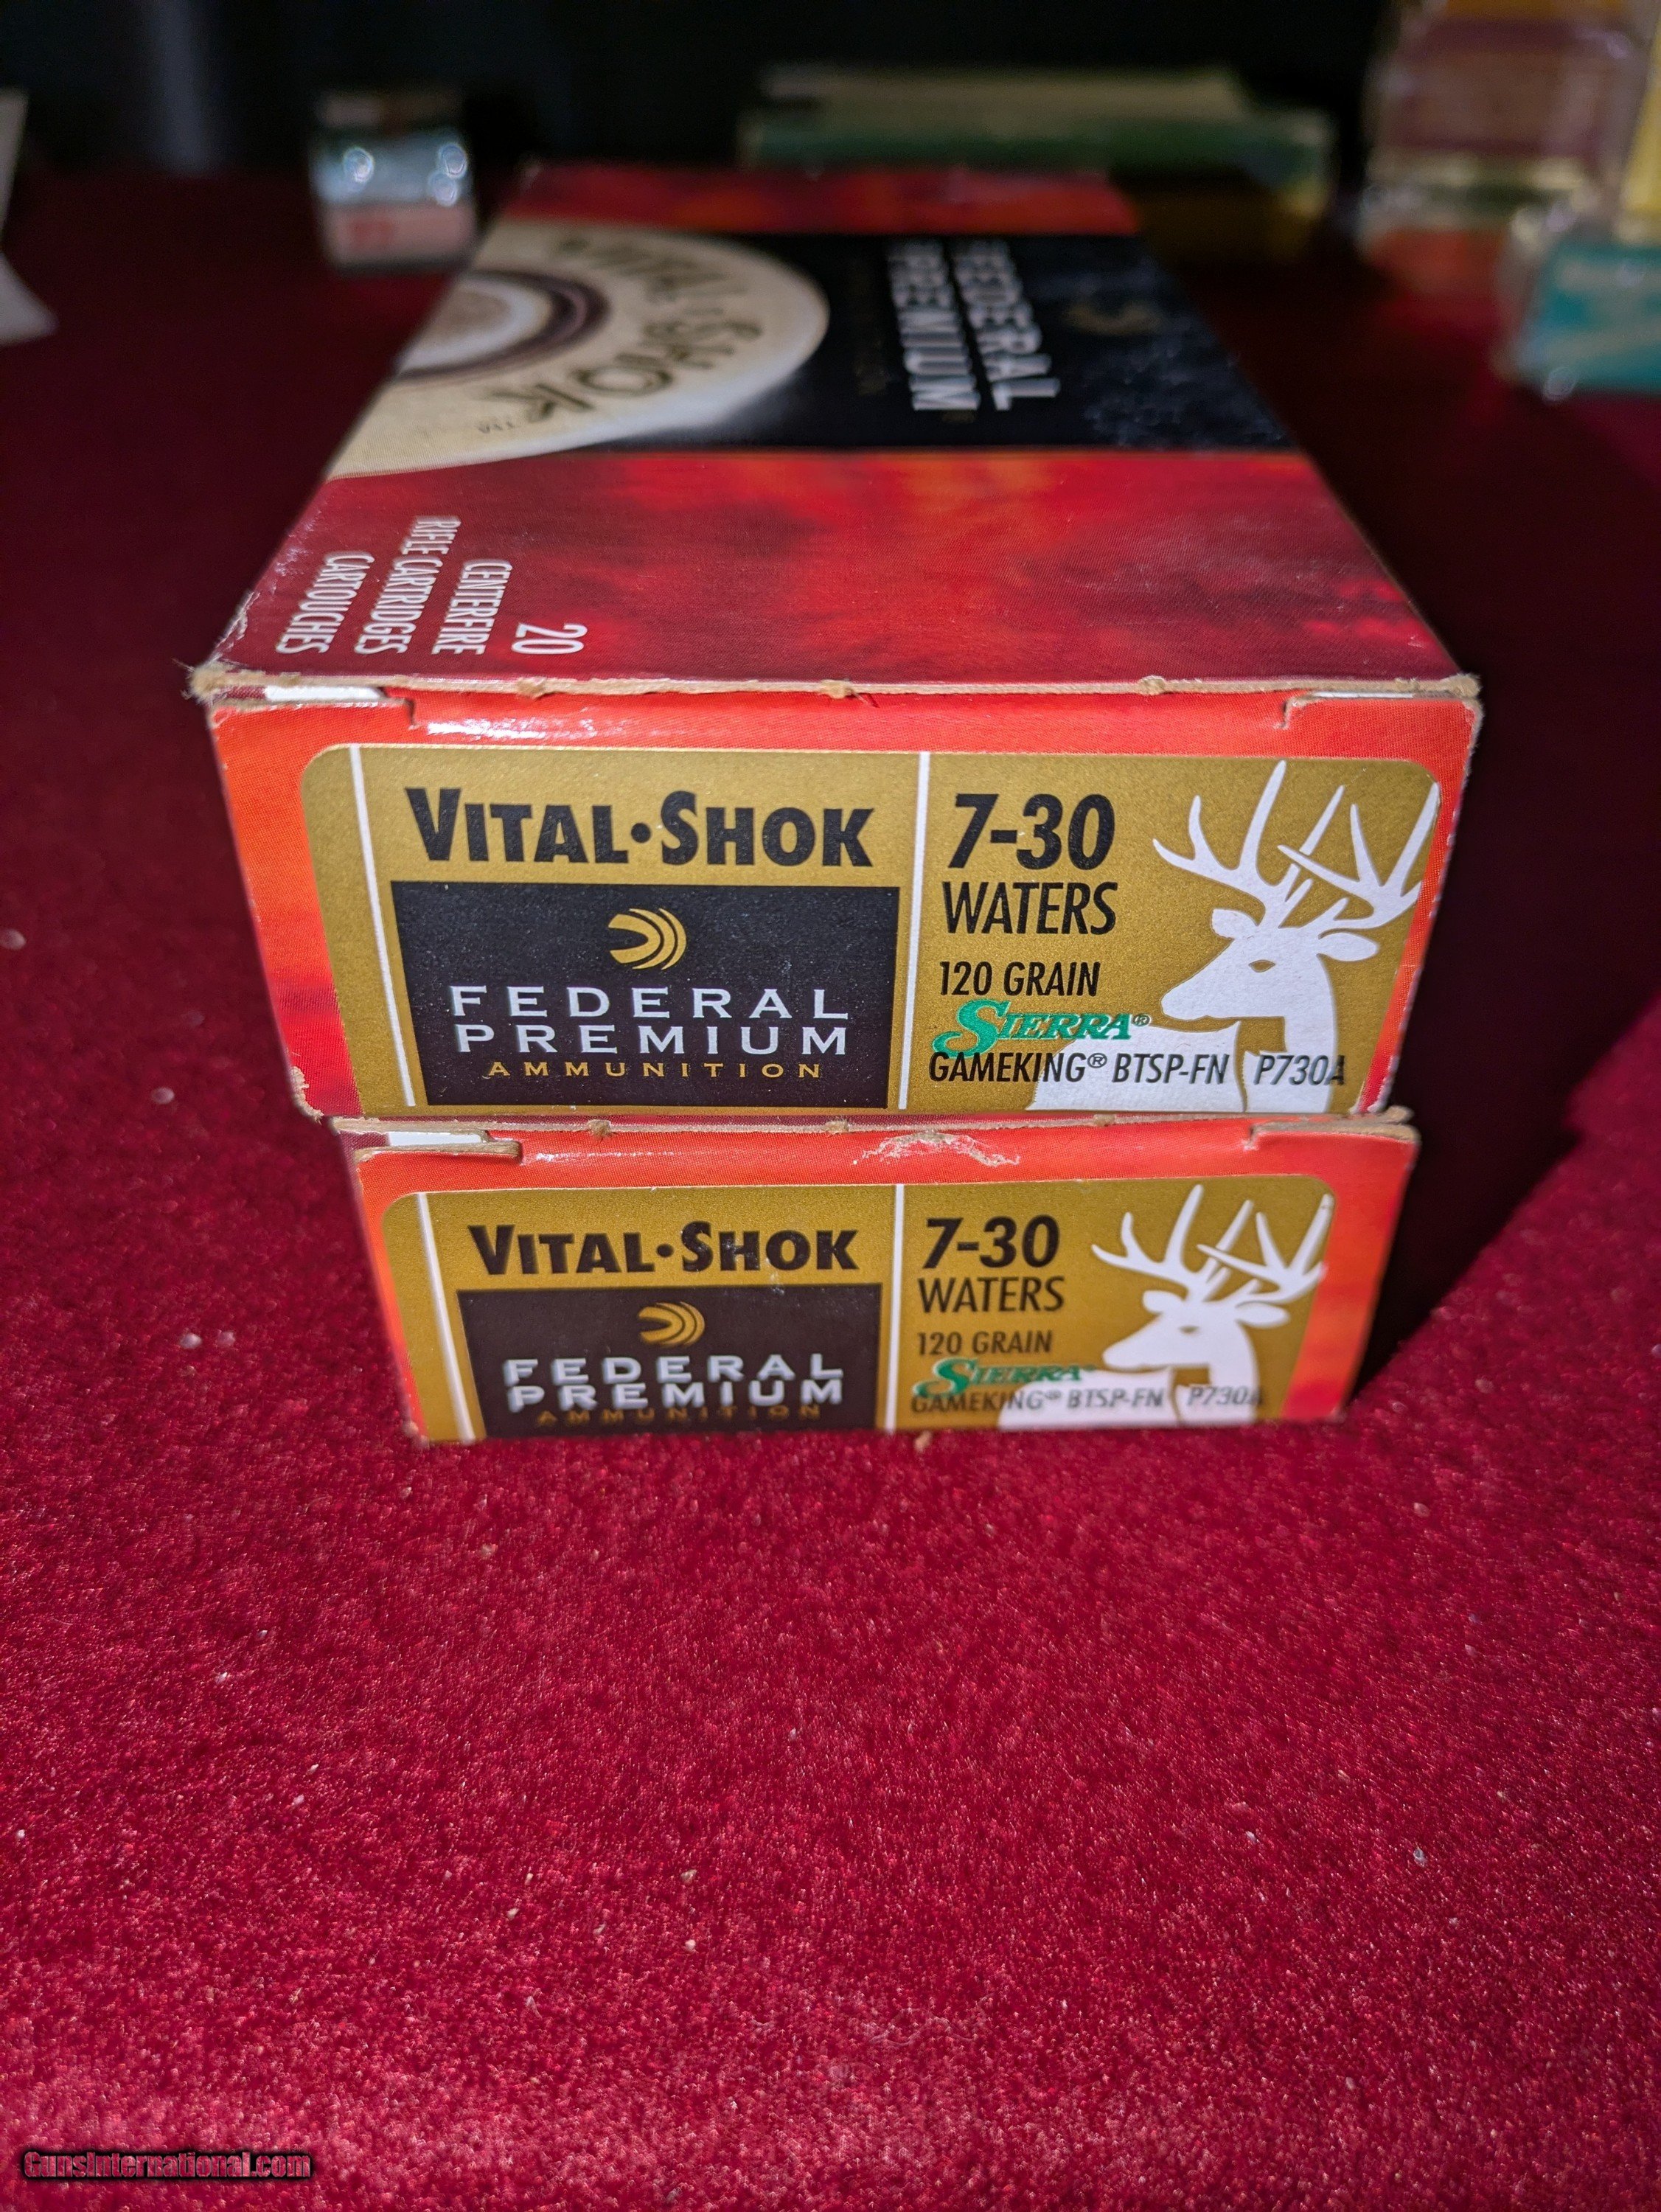 VITAL·SHOK™
FEDERAL
PREMIUM®
20
CENTERFIRE
RIFLE CARTRIDGES
CARTOUCHES
VITAL·SHOK
FEDERAL
PREMIUM
AMMUNITION
7-30
WATERS
120 GRAIN
SIERRA®
GAMEKING® BTSP-FN P730A
VITAL·SHOK
FEDERAL
PREMIUM
AMMUNITION
7-30
WATERS
120 GRAIN
SIERRA®
GAMEKING® BTSP-FN P730A
GunsInternational.com